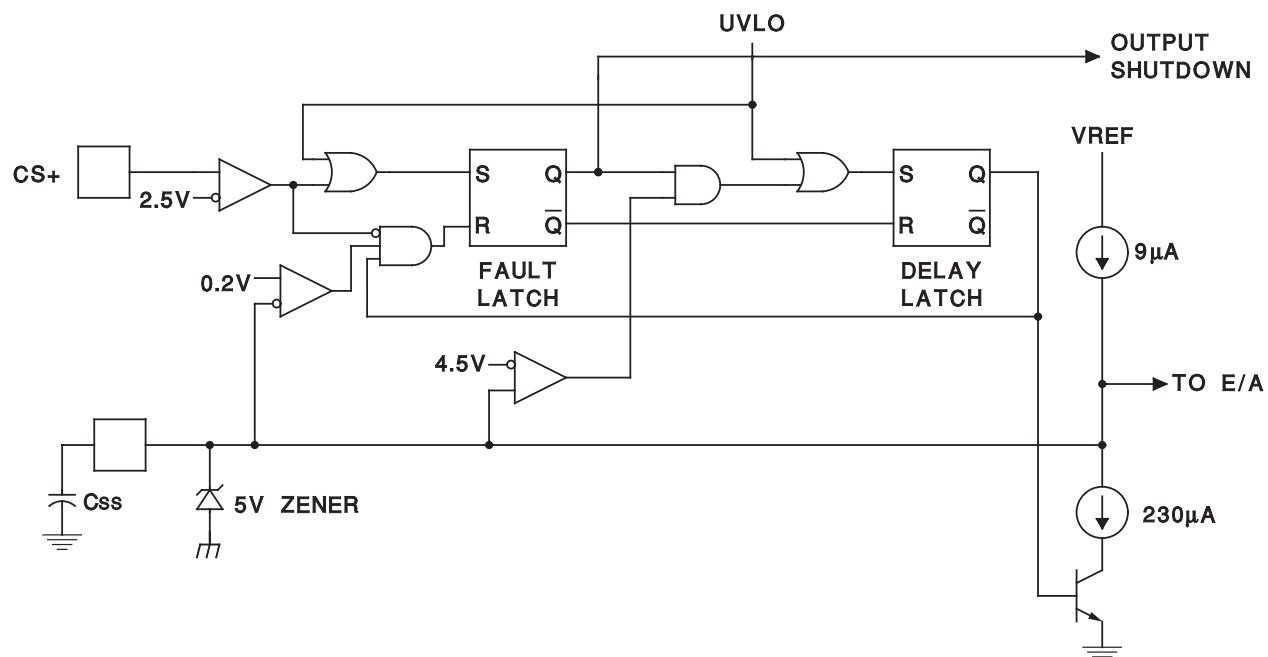 UVLO
OUTPUT
SHUTDOWN
VREF
CS+
2.5V
S
Q
R
Q̅
FAULT
LATCH
S
Q
R
Q̅
DELAY
LATCH
9µA
0.2V
4.5V
TO E/A
Css
5V ZENER
230µA